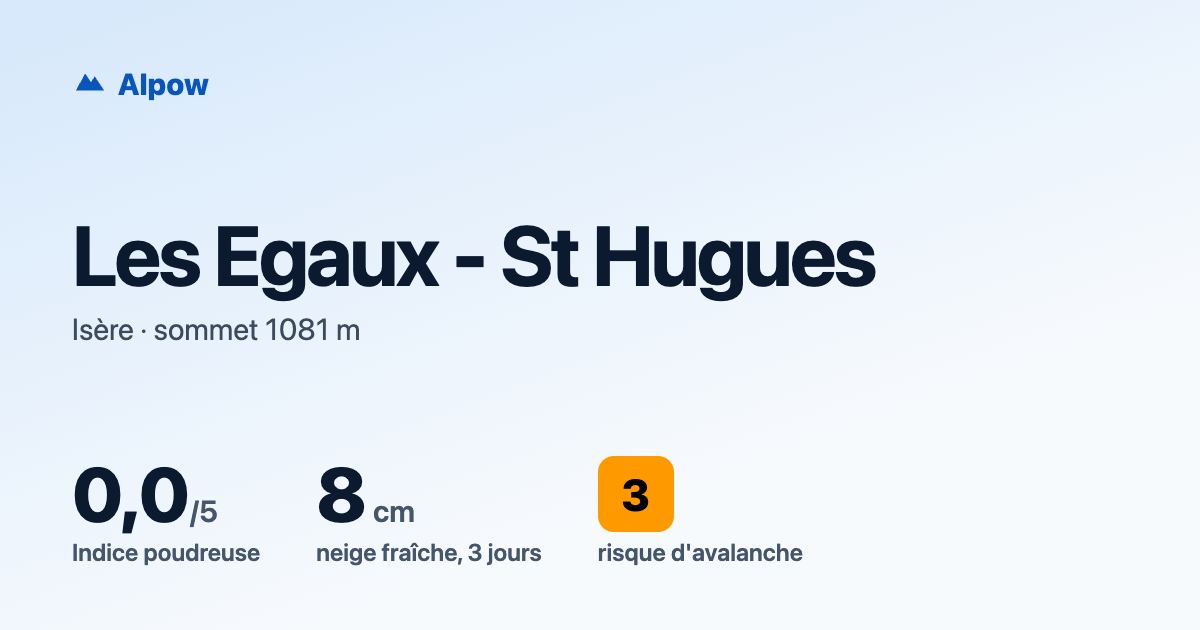 Alpow
Les Egaux - St Hugues
Isère · sommet 1081 m
0,0/5
Indice poudreuse
8 cm
neige fraîche, 3 jours
3
risque d'avalanche